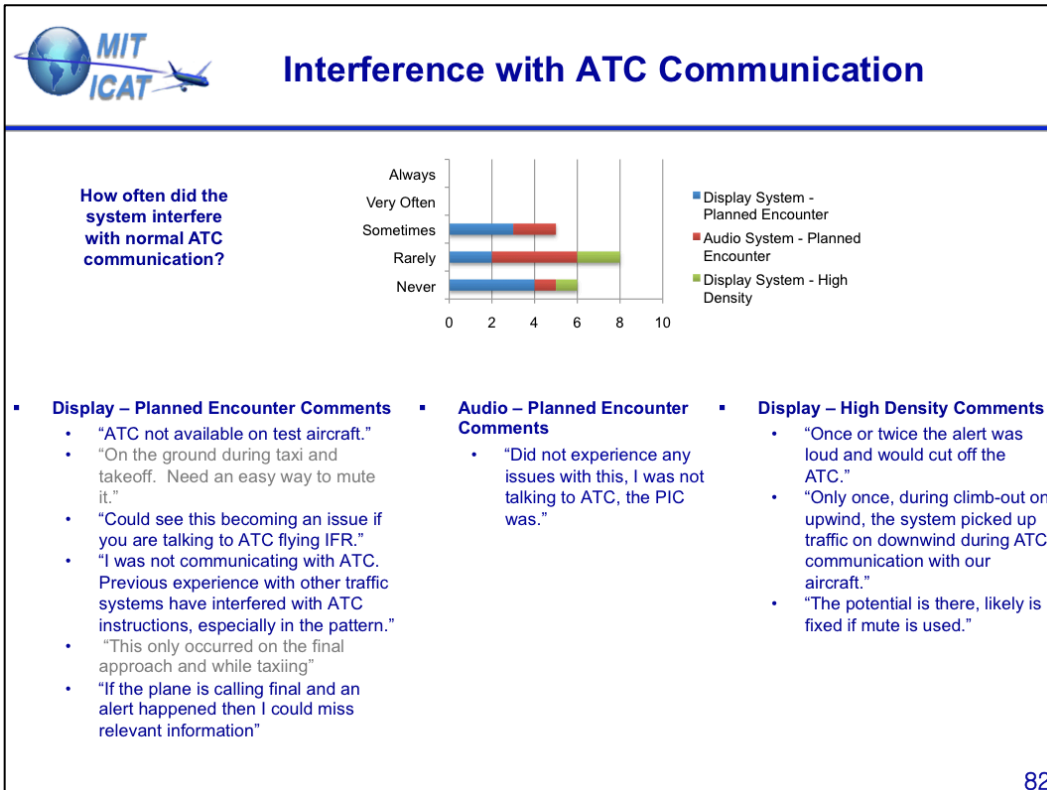 MIT
ICAT
Interference with ATC Communication
How often did the
system interfere
with normal ATC
communication?
Always
Very Often
Sometimes
Rarely
Never
0 2 4 6 8 10
Display System -
Planned Encounter
Audio System - Planned
Encounter
Display System - High
Density
▪ Display – Planned Encounter Comments
• “ATC not available on test aircraft.”
• “On the ground during taxi and
takeoff.  Need an easy way to mute
it.”
• “Could see this becoming an issue if
you are talking to ATC flying IFR.”
• “I was not communicating with ATC.
Previous experience with other traffic
systems have interfered with ATC
instructions, especially in the pattern.”
• “This only occurred on the final
approach and while taxiing”
• “If the plane is calling final and an
alert happened then I could miss
relevant information”
▪ Audio – Planned Encounter
Comments
• “Did not experience any
issues with this, I was not
talking to ATC, the PIC
was.”
▪ Display – High Density Comments
• “Once or twice the alert was
loud and would cut off the
ATC.”
• “Only once, during climb-out on
upwind, the system picked up
traffic on downwind during ATC
communication with our
aircraft.”
• “The potential is there, likely is
fixed if mute is used.”
82